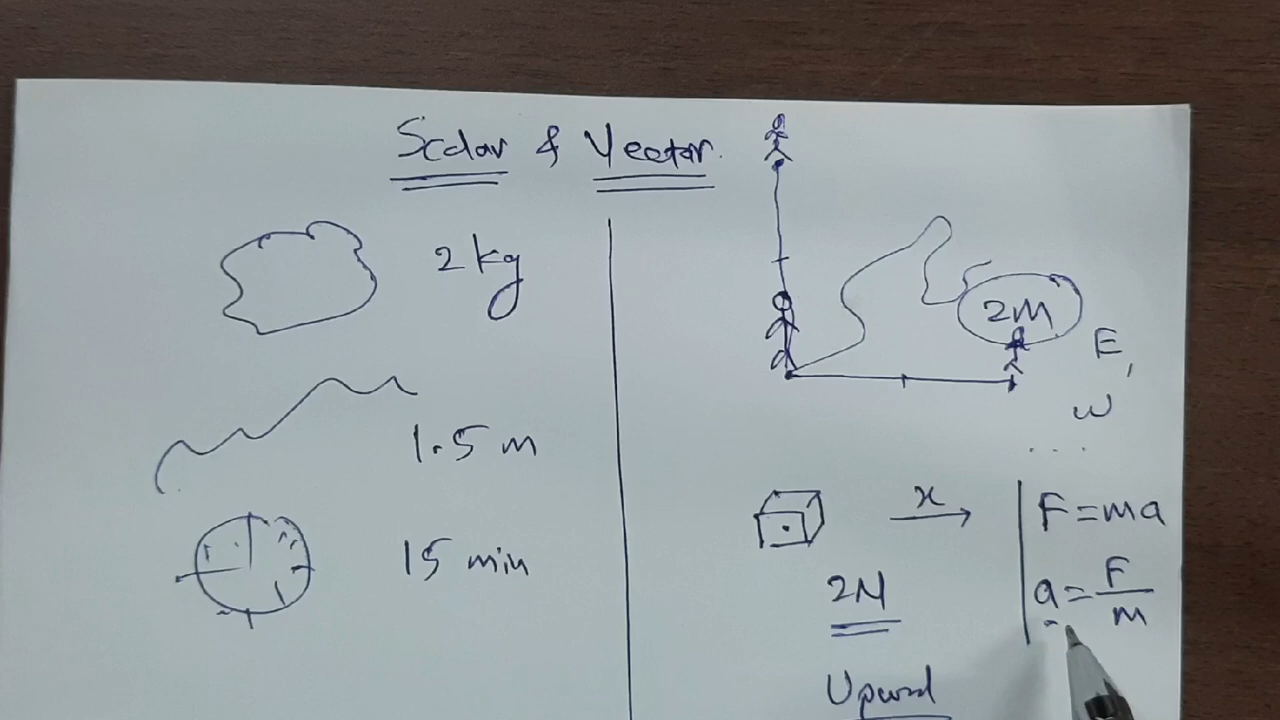 Scalar & Vector.
2 kg
1.5 m
15 min
2M
E,
W
...
x
2N
Upward
F=ma
a=F/m